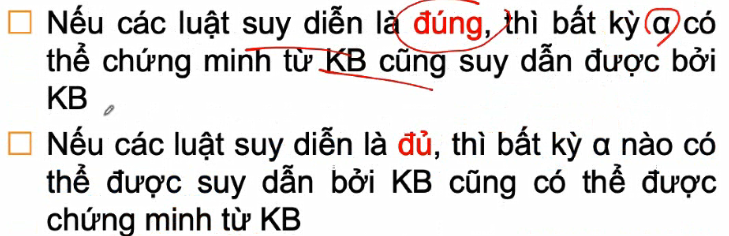 Nếu các luật suy diễn là đúng, thì bất kỳ α có
thể chứng minh từ KB cũng suy dẫn được bởi
KB
Nếu các luật suy diễn là đủ, thì bất kỳ α nào có
thể được suy dẫn bởi KB cũng có thể được
chứng minh từ KB